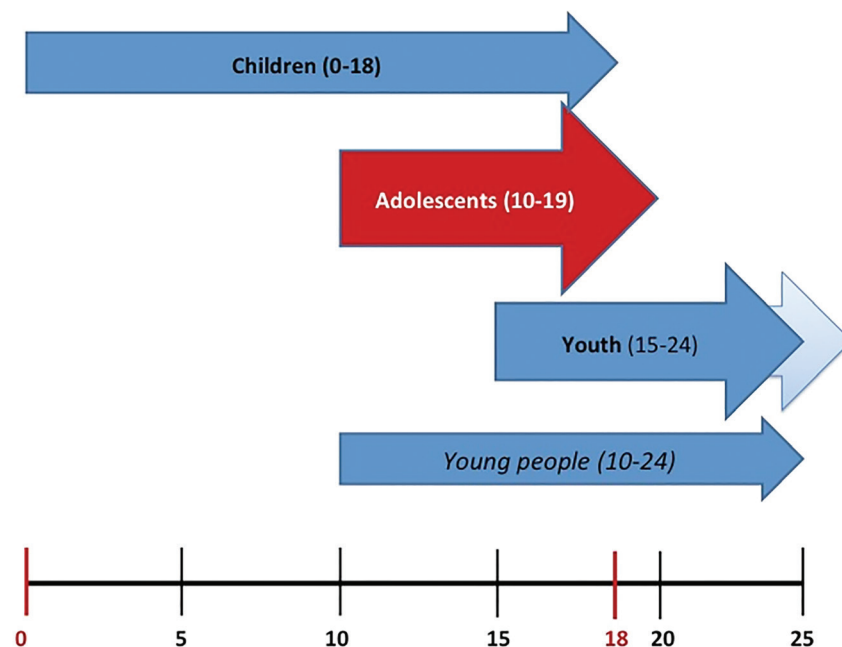 Children (0-18)
Adolescents (10-19)
Youth (15-24)
Young people (10-24)
0 5 10 15 18 20 25